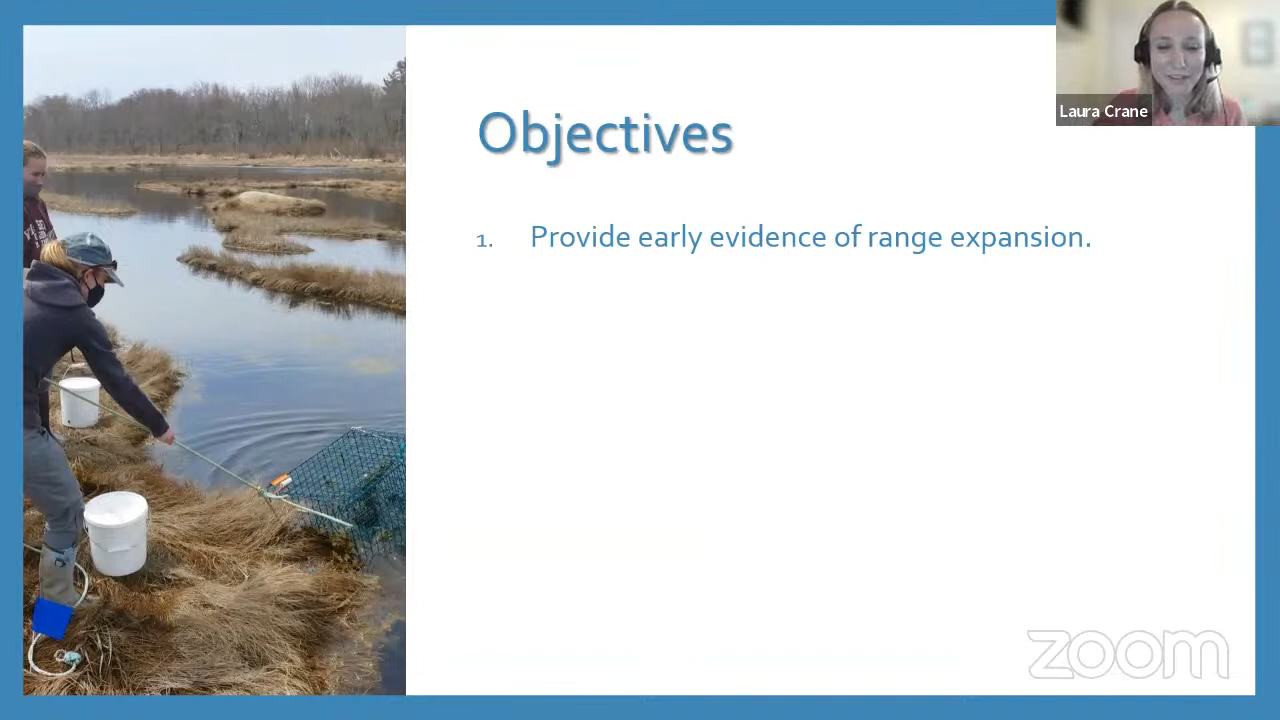 Laura Crane
Objectives
1. Provide early evidence of range expansion.
zoom